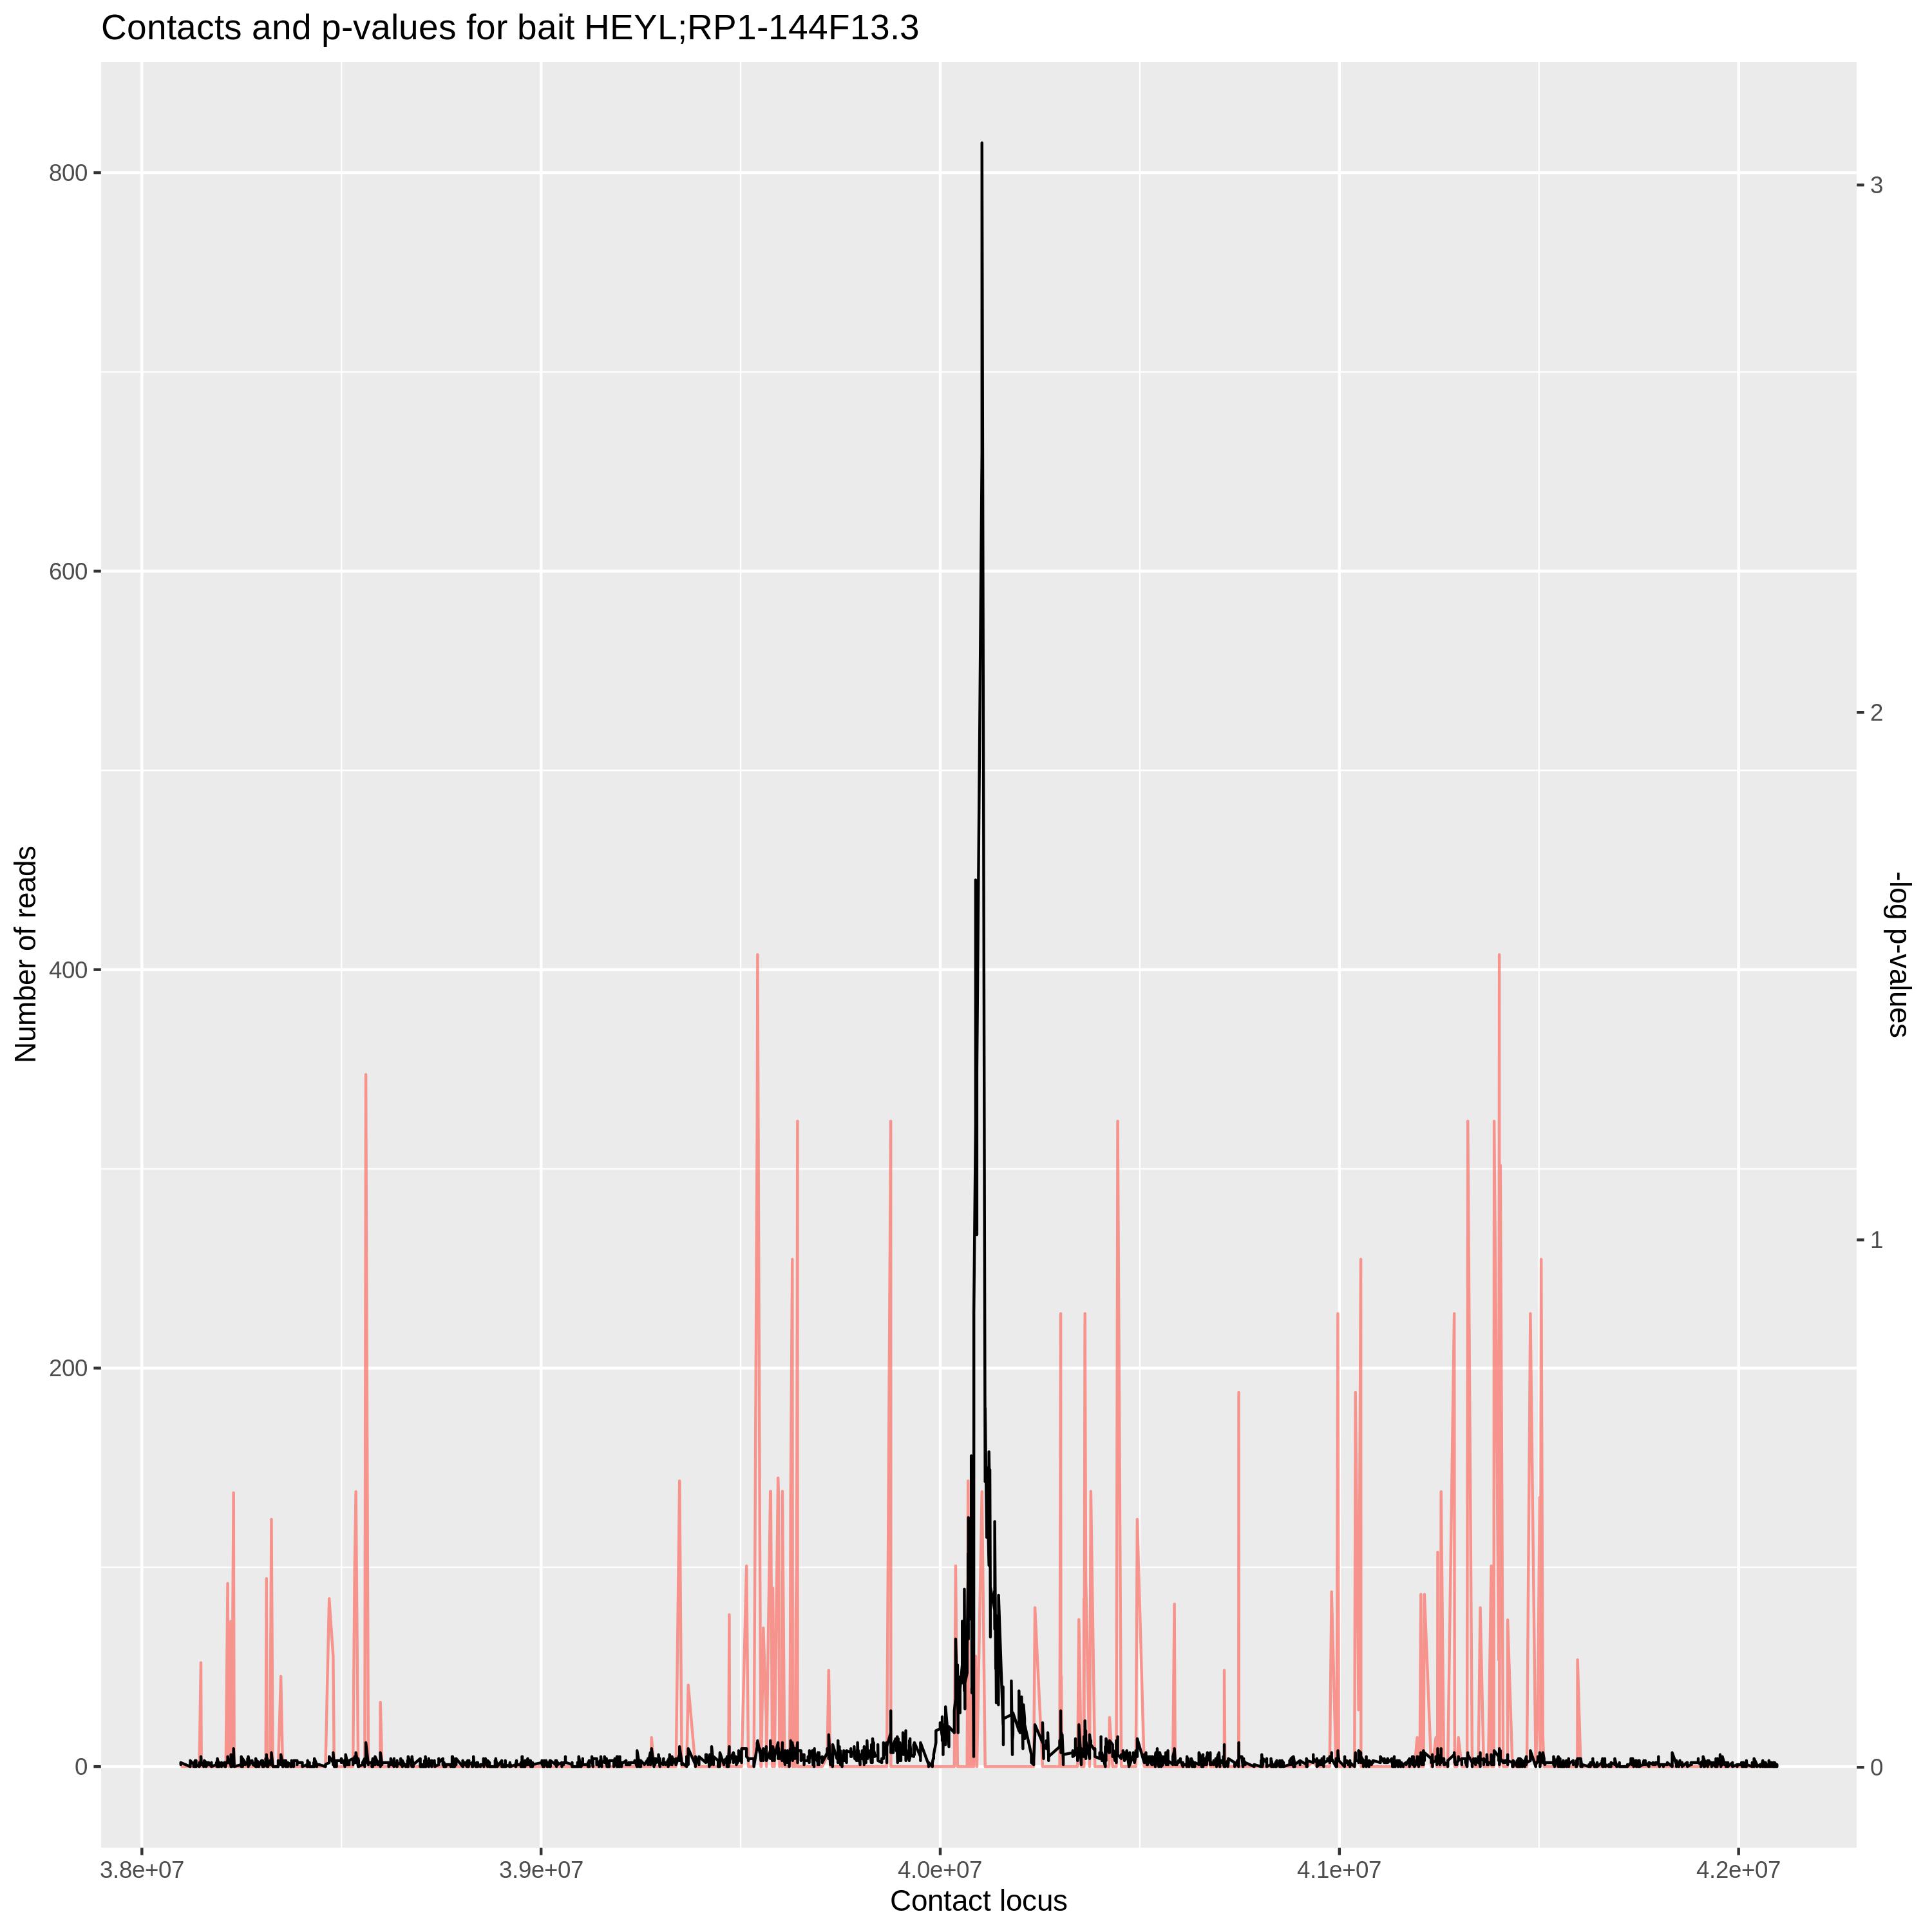 Contacts and p-values for bait HEYL;RP1-144F13.3
800
600
400
200
0
Number of reads
3
2
1
0
-log p-values
3.8e+07
3.9e+07
4.0e+07
4.1e+07
4.2e+07
Contact locus